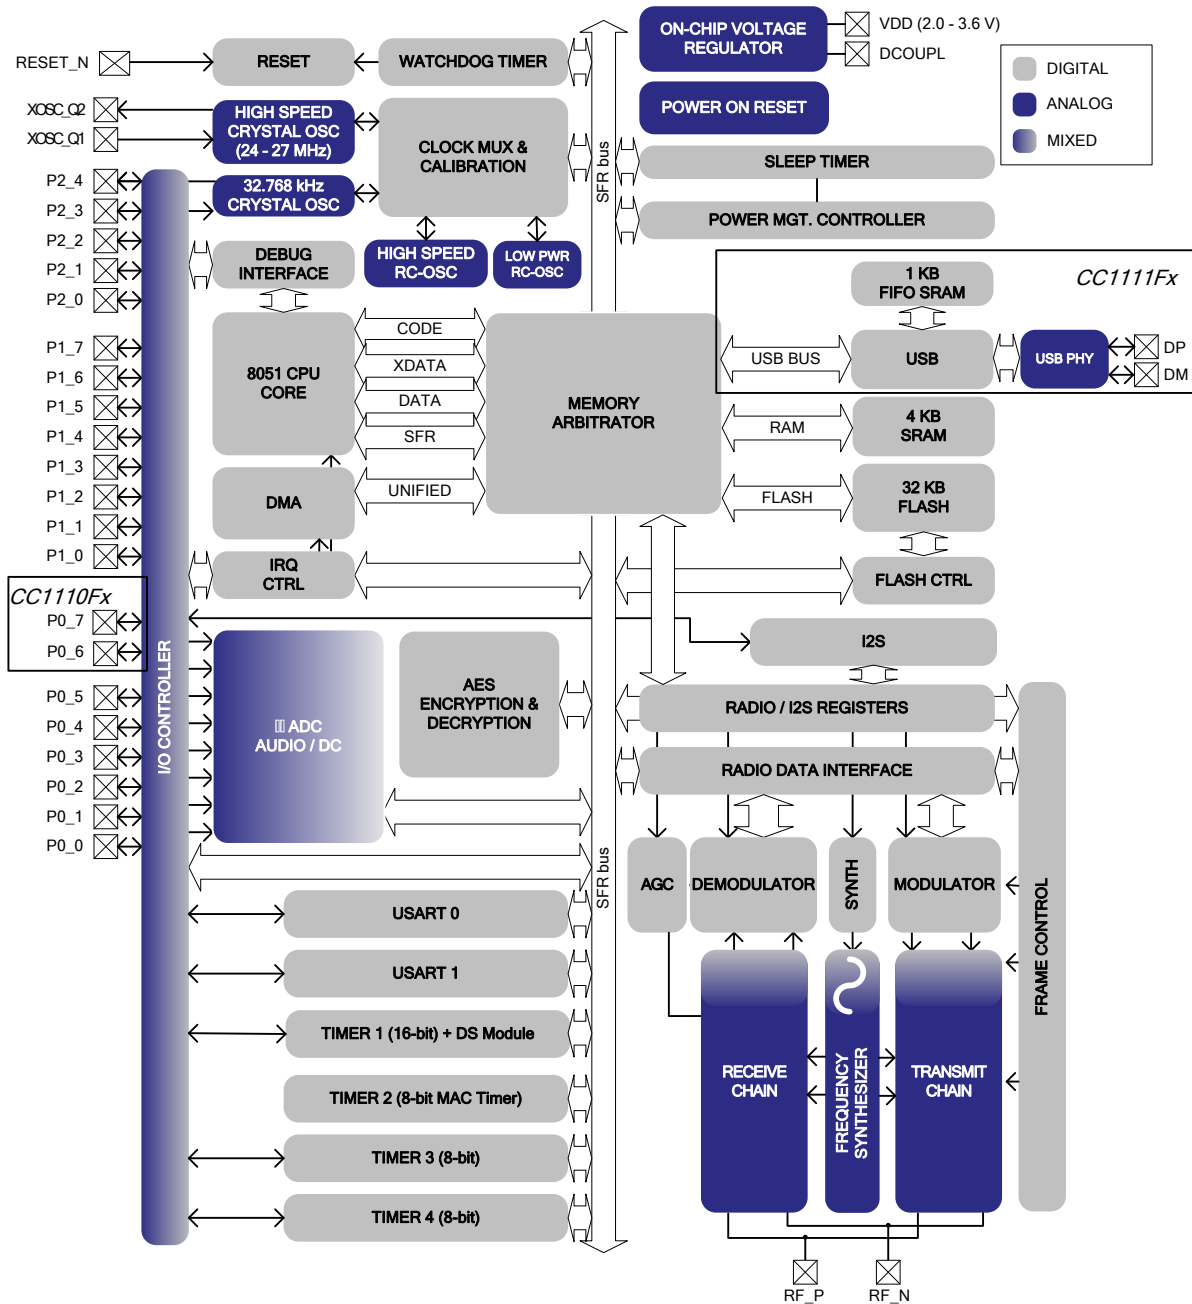 RESET_N
XOSC_Q2
XOSC_Q1
P2_4
P2_3
P2_2
P2_1
P2_0
P1_7
P1_6
P1_5
P1_4
P1_3
P1_2
P1_1
P1_0
CC1110Fx
P0_7
P0_6
P0_5
P0_4
P0_3
P0_2
P0_1
P0_0
I/O CONTROLLER
RESET
WATCHDOG TIMER
HIGH SPEED
CRYSTAL OSC
(24 - 27 MHz)
CLOCK MUX &
CALIBRATION
32.768 kHz
CRYSTAL OSC
DEBUG
INTERFACE
HIGH SPEED
RC-OSC
LOW PWR
RC-OSC
8051 CPU
CORE
CODE
XDATA
DATA
SFR
UNIFIED
DMA
IRQ
CTRL
MEMORY
ARBITRATOR
ADC
AUDIO / DC
AES
ENCRYPTION &
DECRYPTION
USART 0
USART 1
TIMER 1 (16-bit) + DS Module
TIMER 2 (8-bit MAC Timer)
TIMER 3 (8-bit)
TIMER 4 (8-bit)
SFR bus
SFR bus
ON-CHIP VOLTAGE
REGULATOR
VDD (2.0 - 3.6 V)
DCOUPL
POWER ON RESET
DIGITAL
ANALOG
MIXED
SLEEP TIMER
POWER MGT. CONTROLLER
CC1111Fx
1 KB
FIFO SRAM
USB BUS
USB
USB PHY
DP
DM
RAM
4 KB
SRAM
FLASH
32 KB
FLASH
FLASH CTRL
I2S
RADIO / I2S REGISTERS
RADIO DATA INTERFACE
AGC
DEMODULATOR
SYNTH
MODULATOR
RECEIVE
CHAIN
FREQUENCY
SYNTHESIZER
TRANSMIT
CHAIN
FRAME CONTROL
RF_P
RF_N